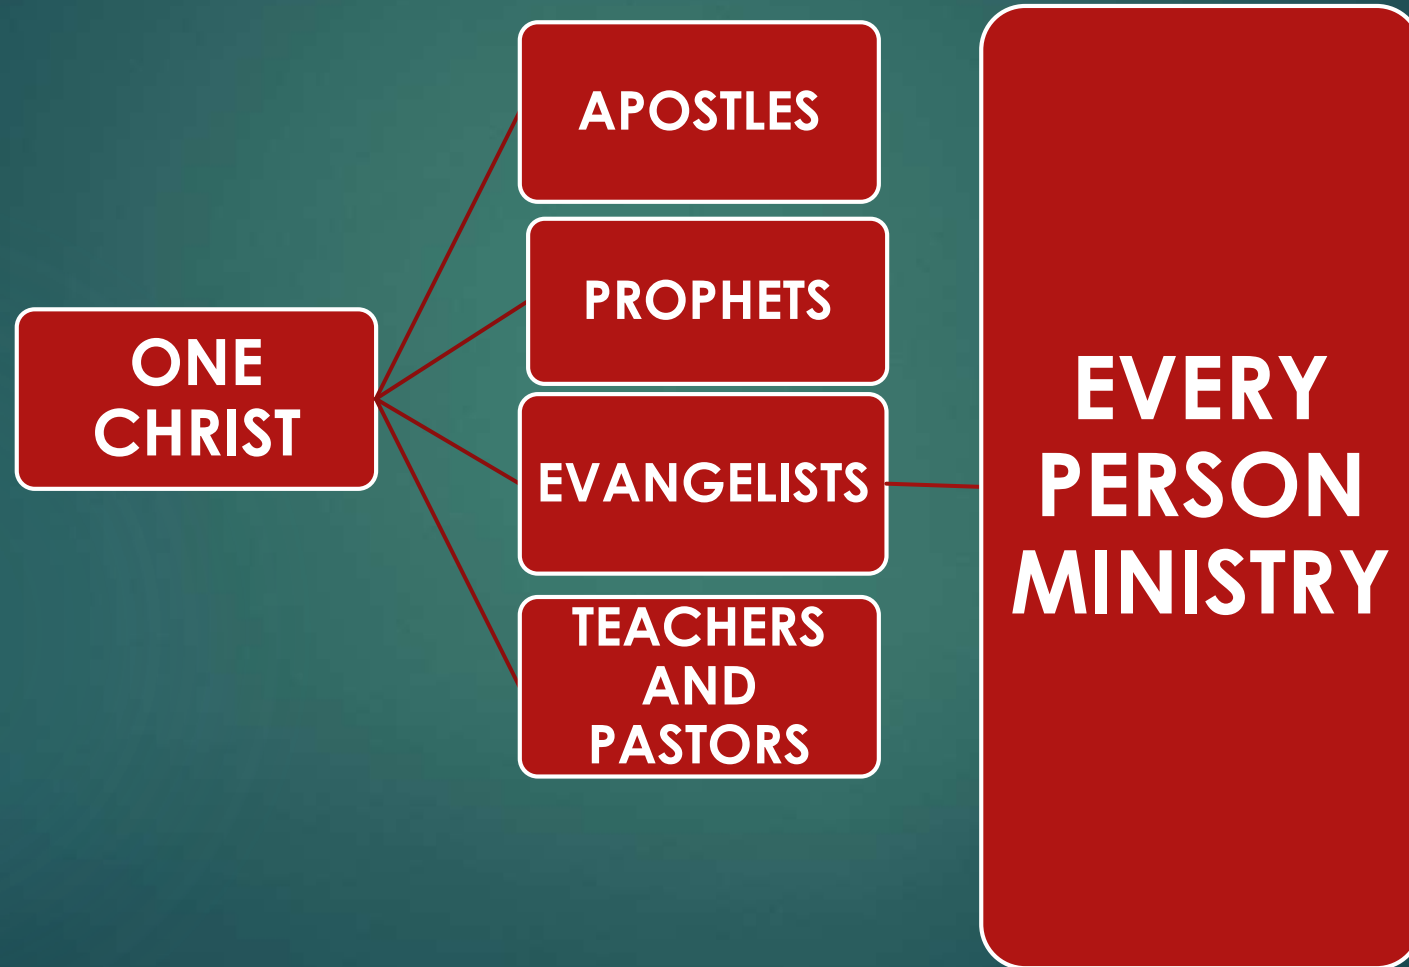 ONE
CHRIST
APOSTLES
PROPHETS
EVANGELISTS
TEACHERS
AND
PASTORS
EVERY
PERSON
MINISTRY